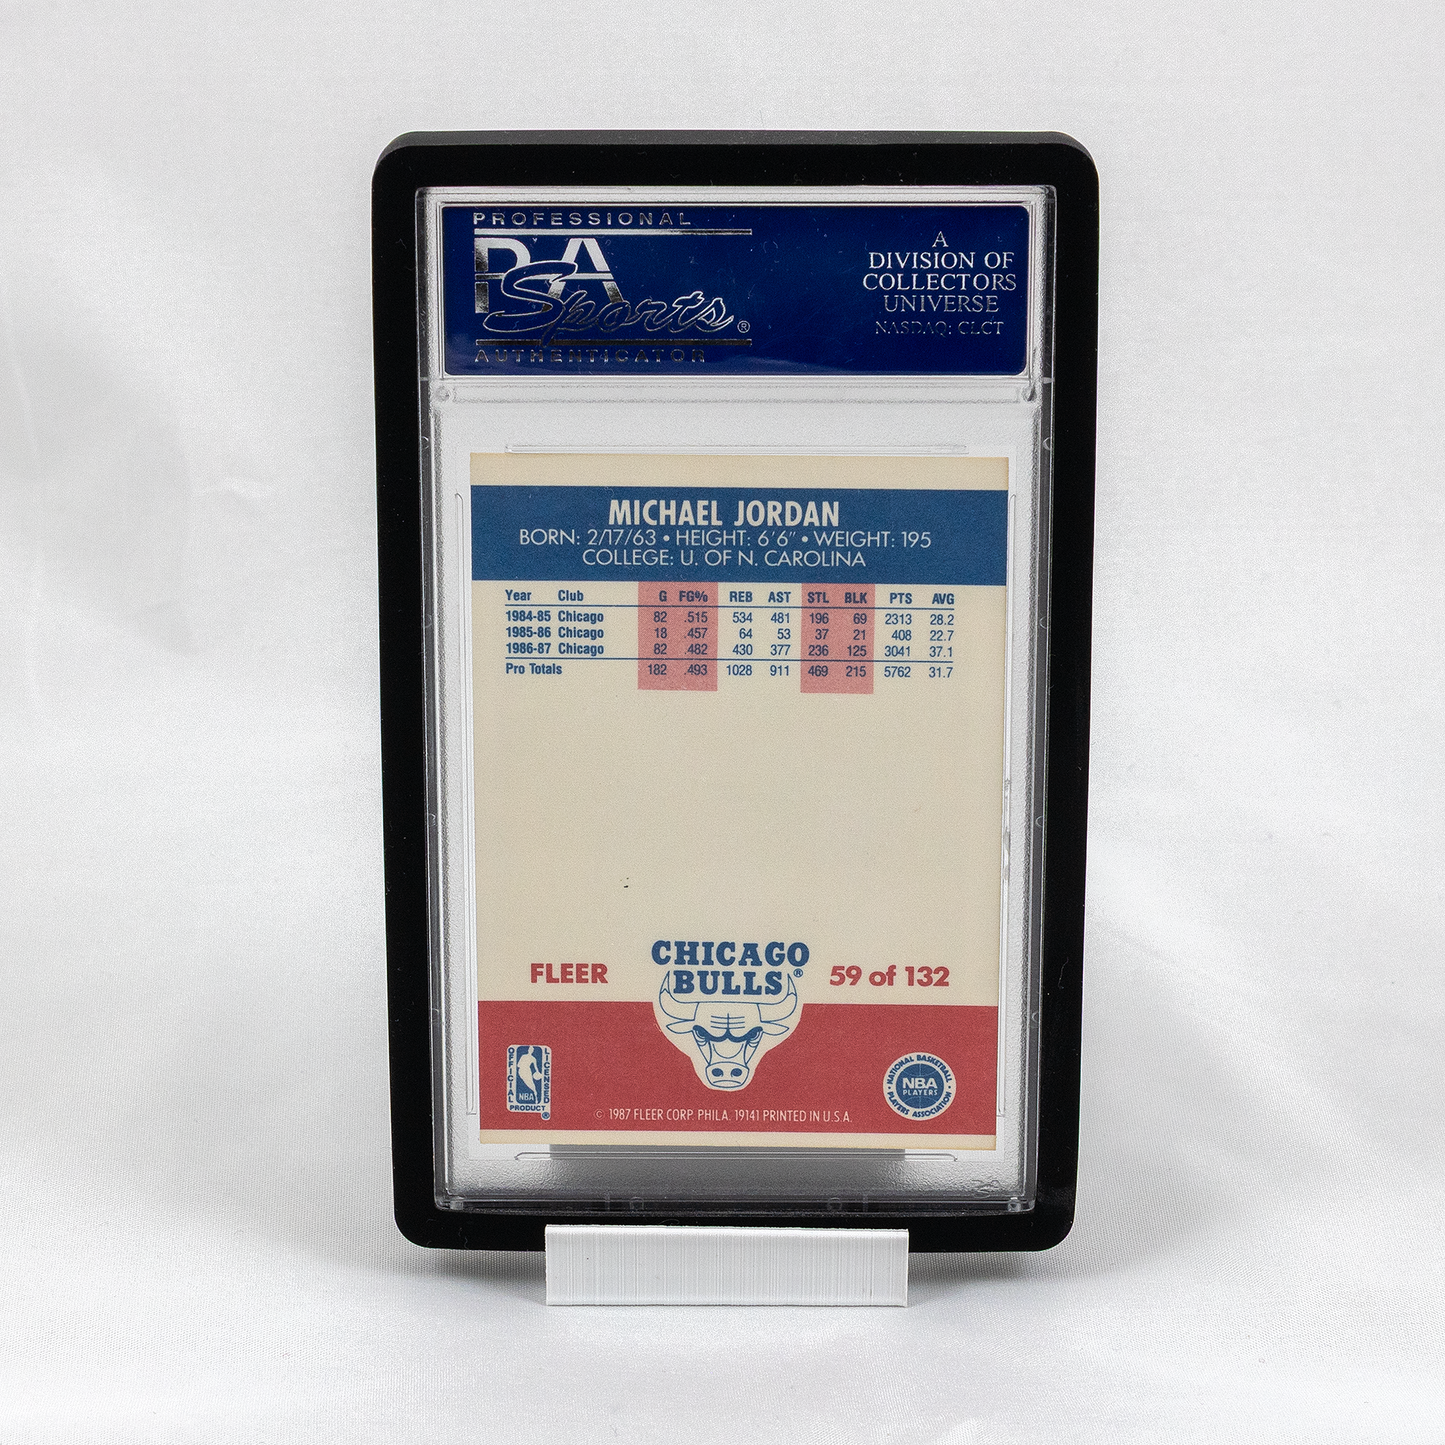 PROFESSIONAL
PSA
Sports®
AUTHENTICATOR
A
DIVISION OF
COLLECTORS
UNIVERSE
NASDAQ: CLCT
MICHAEL JORDAN
BORN: 2/17/63 • HEIGHT: 6'6" • WEIGHT: 195
COLLEGE: U. OF N. CAROLINA
Year Club G FG% REB AST STL BLK PTS AVG
1984-85 Chicago 82 .515 534 481 196 69 2313 28.2
1985-86 Chicago 18 .457 64 53 37 21 408 22.7
1986-87 Chicago 82 .482 430 377 236 125 3041 37.1
Pro Totals 182 .493 1028 911 469 215 5762 31.7
CHICAGO
BULLS®
FLEER
59 of 132
OFFICIAL
LICENSED
NBA
PRODUCT ®
© 1987 FLEER CORP. PHILA. 19141 PRINTED IN U.S.A.
NATIONAL BASKETBALL
NBA
PLAYERS
PLAYERS ASSOCIATION